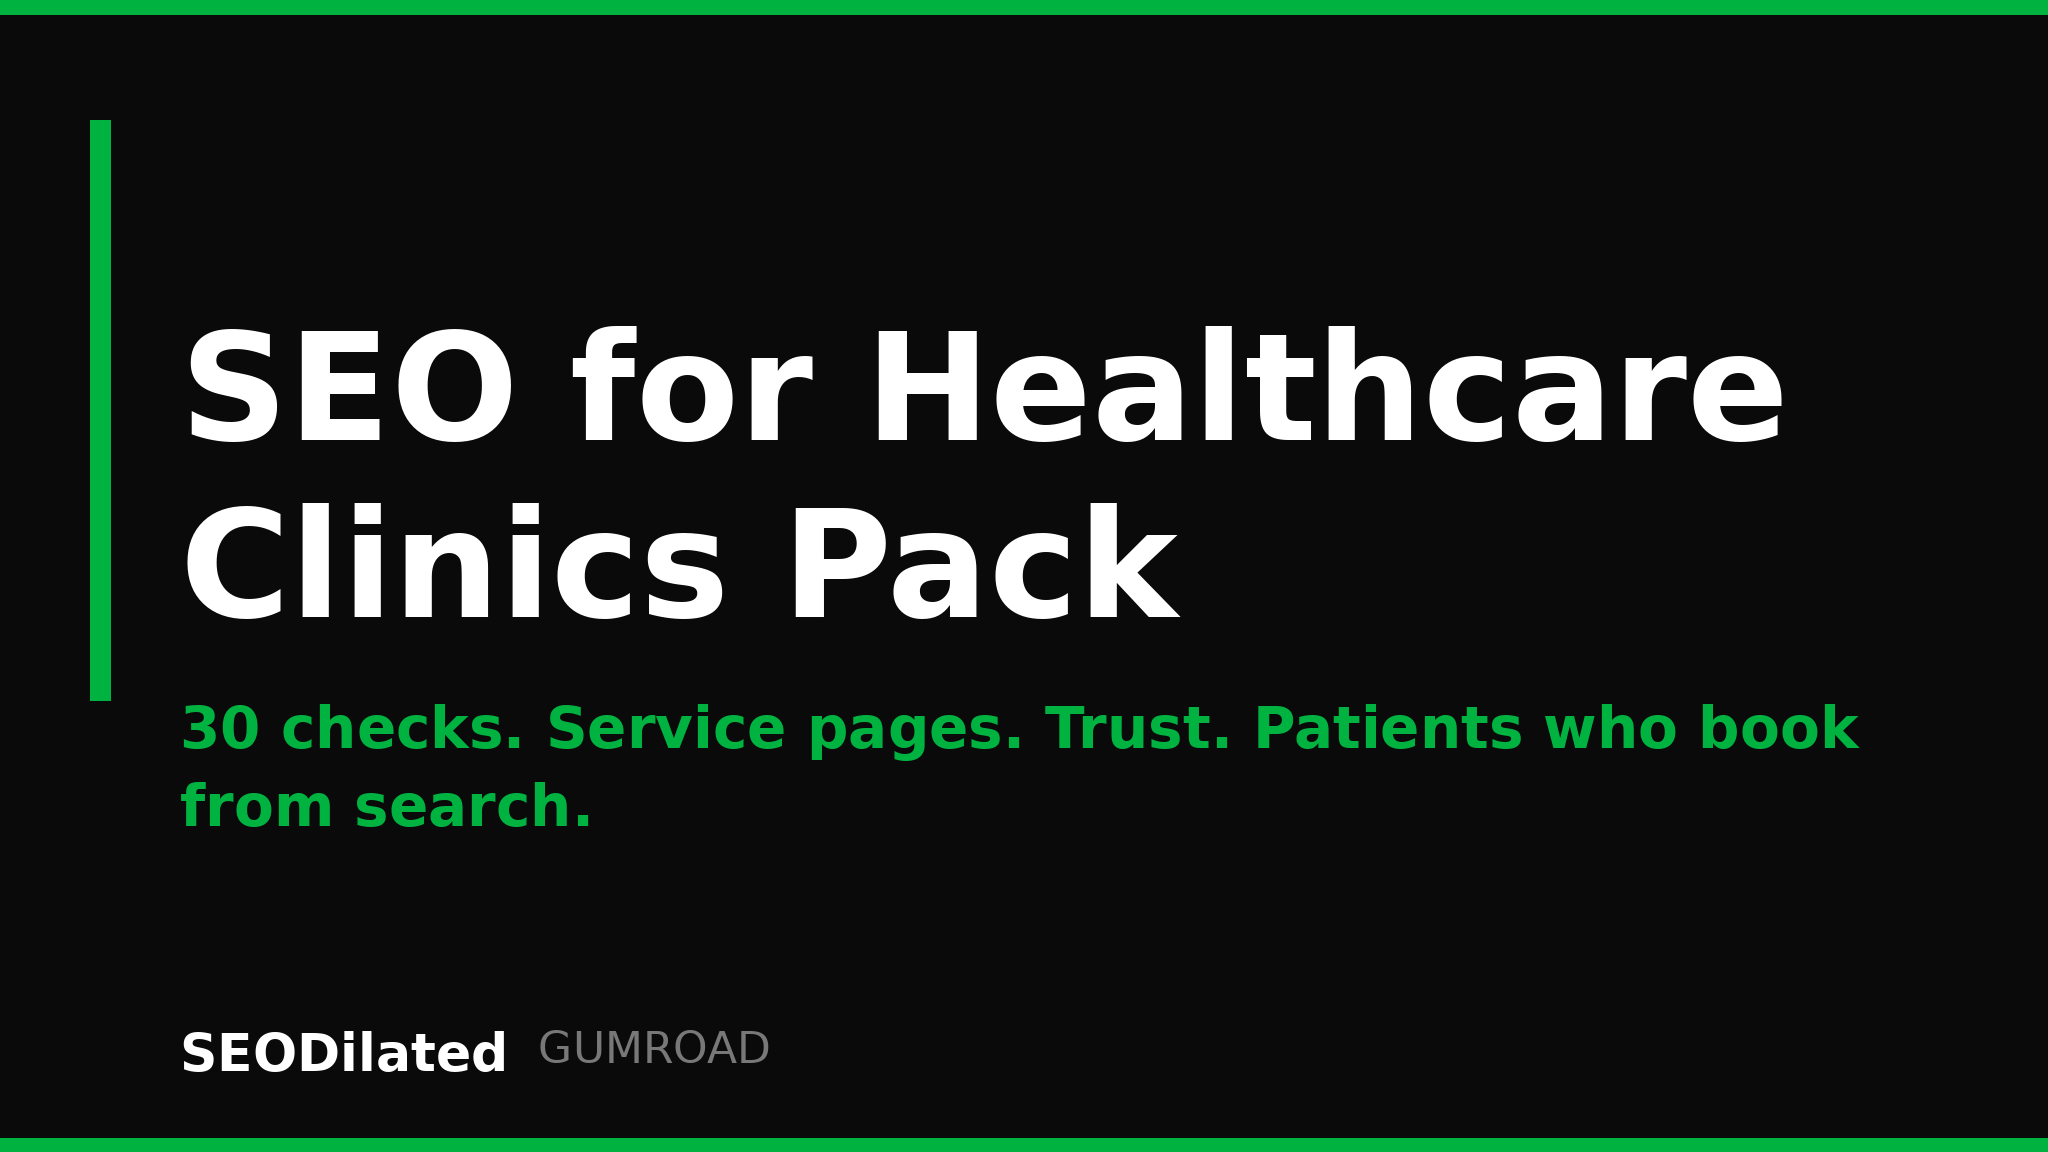 SEO for Healthcare
Clinics Pack
30 checks. Service pages. Trust. Patients who book
from search.
SEODilated GUMROAD